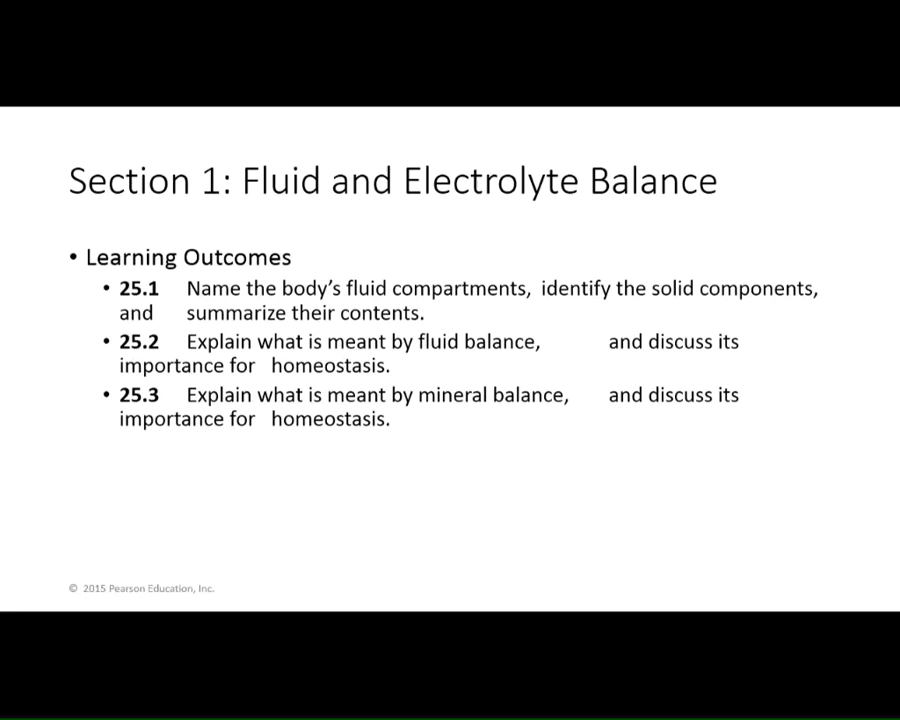 Section 1: Fluid and Electrolyte Balance
• Learning Outcomes
• 25.1 Name the body's fluid compartments, identify the solid components,
and summarize their contents.
• 25.2 Explain what is meant by fluid balance, and discuss its
importance for homeostasis.
• 25.3 Explain what is meant by mineral balance, and discuss its
importance for homeostasis.
© 2015 Pearson Education, Inc.